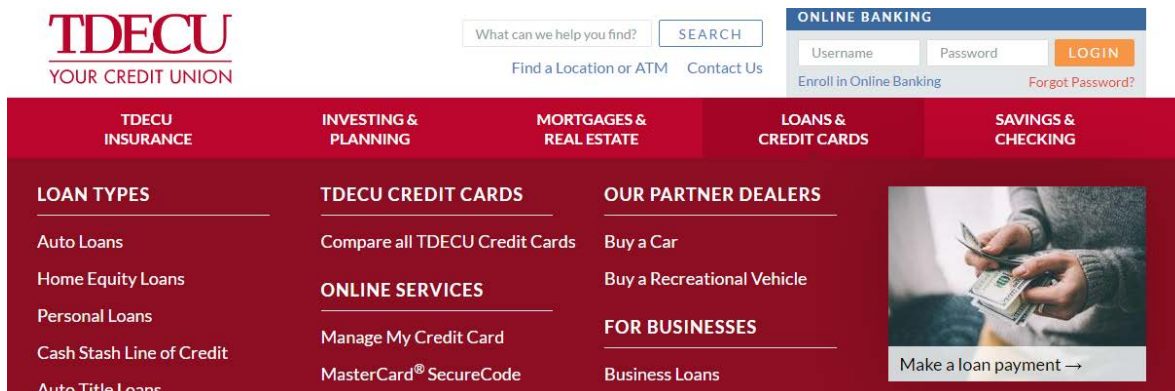 TDECU
YOUR CREDIT UNION
What can we help you find?
SEARCH
Find a Location or ATM
Contact Us
ONLINE BANKING
Username
Password
LOGIN
Enroll in Online Banking
Forgot Password?
TDECU
INSURANCE
INVESTING &
PLANNING
MORTGAGES &
REAL ESTATE
LOANS &
CREDIT CARDS
SAVINGS &
CHECKING
LOAN TYPES
Auto Loans
Home Equity Loans
Personal Loans
Cash Stash Line of Credit
Auto Title Loans
TDECU CREDIT CARDS
Compare all TDECU Credit Cards
ONLINE SERVICES
Manage My Credit Card
MasterCard® SecureCode
OUR PARTNER DEALERS
Buy a Car
Buy a Recreational Vehicle
FOR BUSINESSES
Business Loans
Make a loan payment →